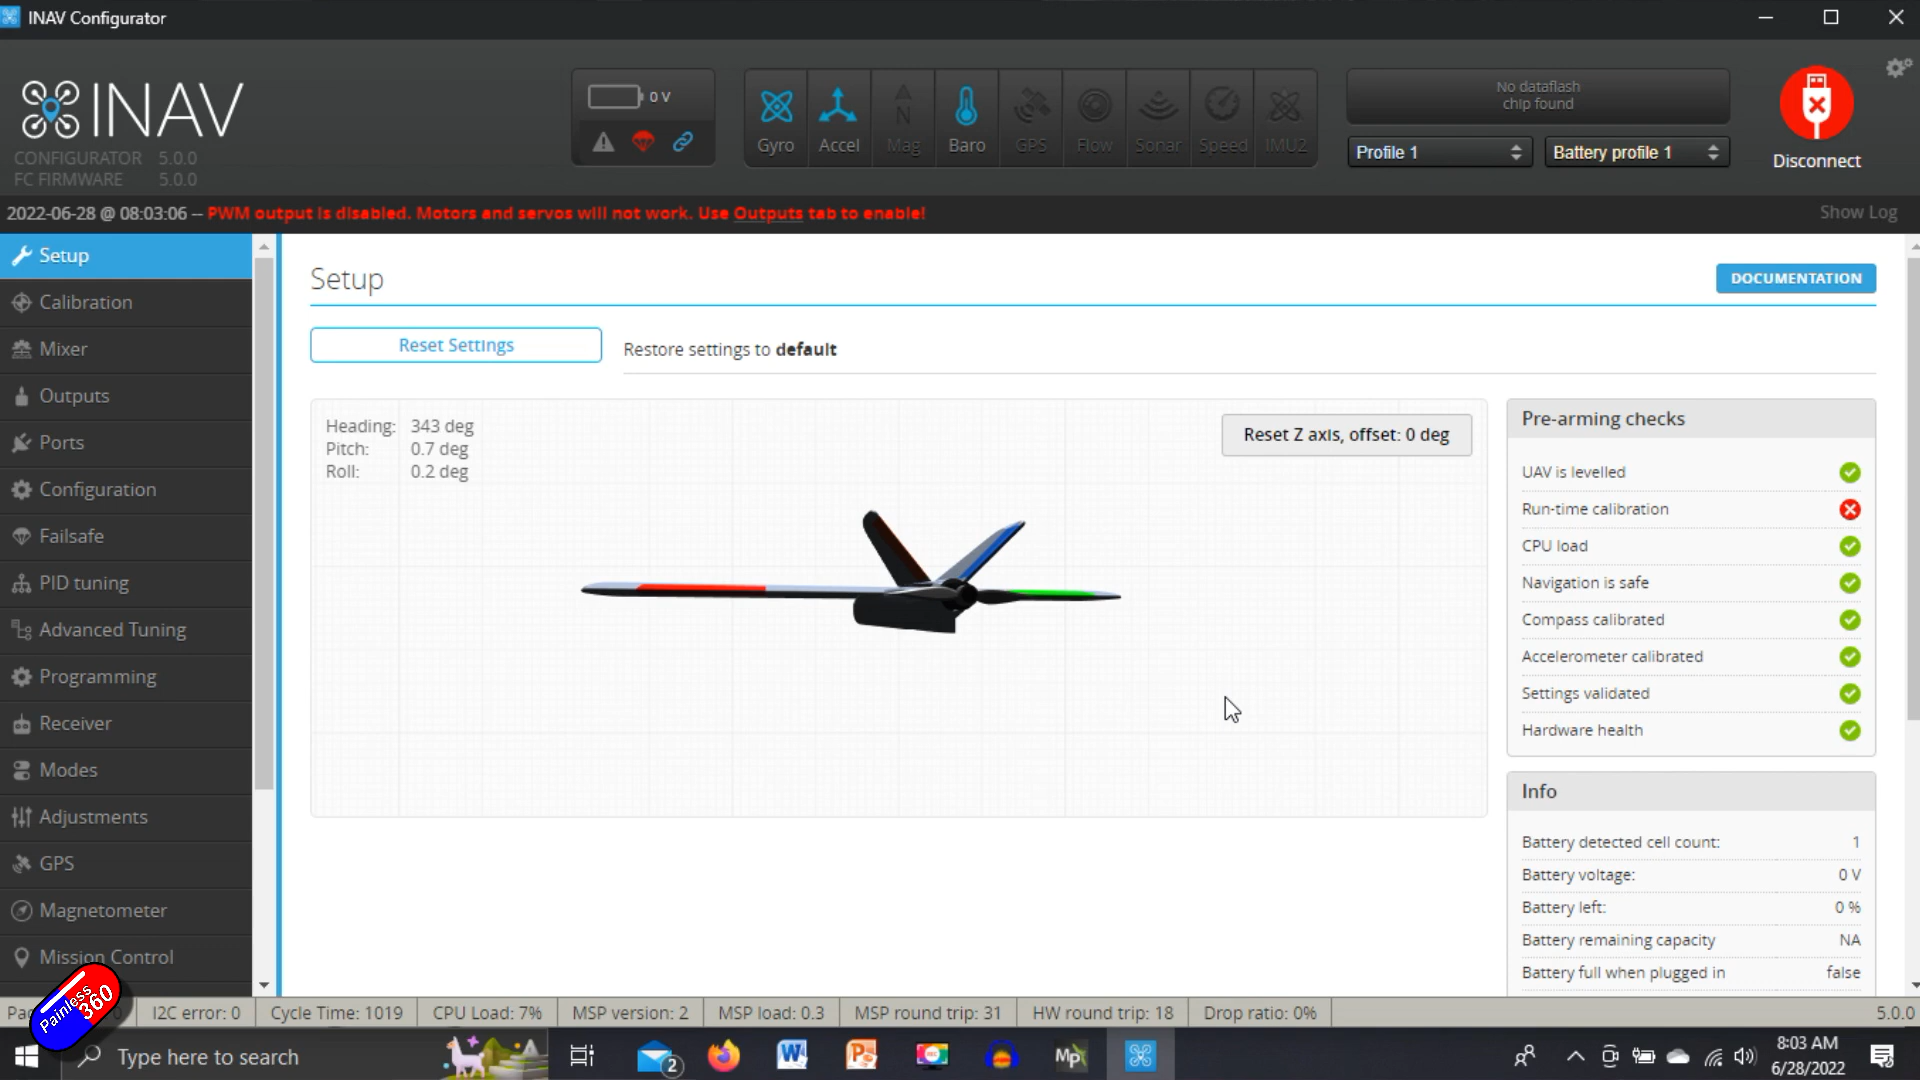 INAV Configurator
INAV
CONFIGURATOR 5.0.0
FC FIRMWARE 5.0.0
0 V
Gyro
Accel
Mag
Baro
GPS
Flow
Sonar
Speed
IMU2
No dataflash
chip found
Profile 1
Battery profile 1
Disconnect
2022-06-28 @ 08:03:06 -- PWM output is disabled. Motors and servos will not work. Use Outputs tab to enable!
Show Log
Setup
Calibration
Mixer
Outputs
Ports
Configuration
Failsafe
PID tuning
Advanced Tuning
Programming
Receiver
Modes
Adjustments
GPS
Magnetometer
Mission Control
Setup
DOCUMENTATION
Reset Settings
Restore settings to default
Heading: 343 deg
Pitch: 0.7 deg
Roll: 0.2 deg
Reset Z axis, offset: 0 deg
Pre-arming checks
UAV is levelled
Run-time calibration
CPU load
Navigation is safe
Compass calibrated
Accelerometer calibrated
Settings validated
Hardware health
Info
Battery detected cell count: 1
Battery voltage: 0 V
Battery left: 0 %
Battery remaining capacity NA
Battery full when plugged in false
Painless360
I2C error: 0
Cycle Time: 1019
CPU Load: 7%
MSP version: 2
MSP load: 0.3
MSP round trip: 31
HW round trip: 18
Drop ratio: 0%
5.0.0
Type here to search
2
Mp
8:03 AM
6/28/2022